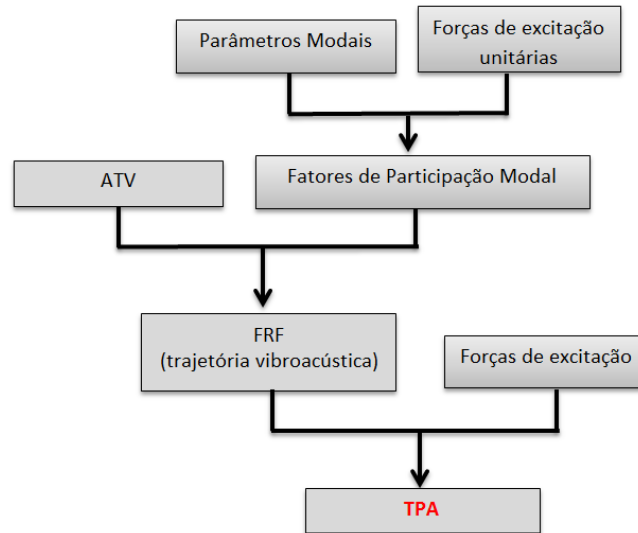 Parâmetros Modais
Forças de excitação
unitárias
ATV
Fatores de Participação Modal
FRF
(trajetória vibroacústica)
Forças de excitação
TPA